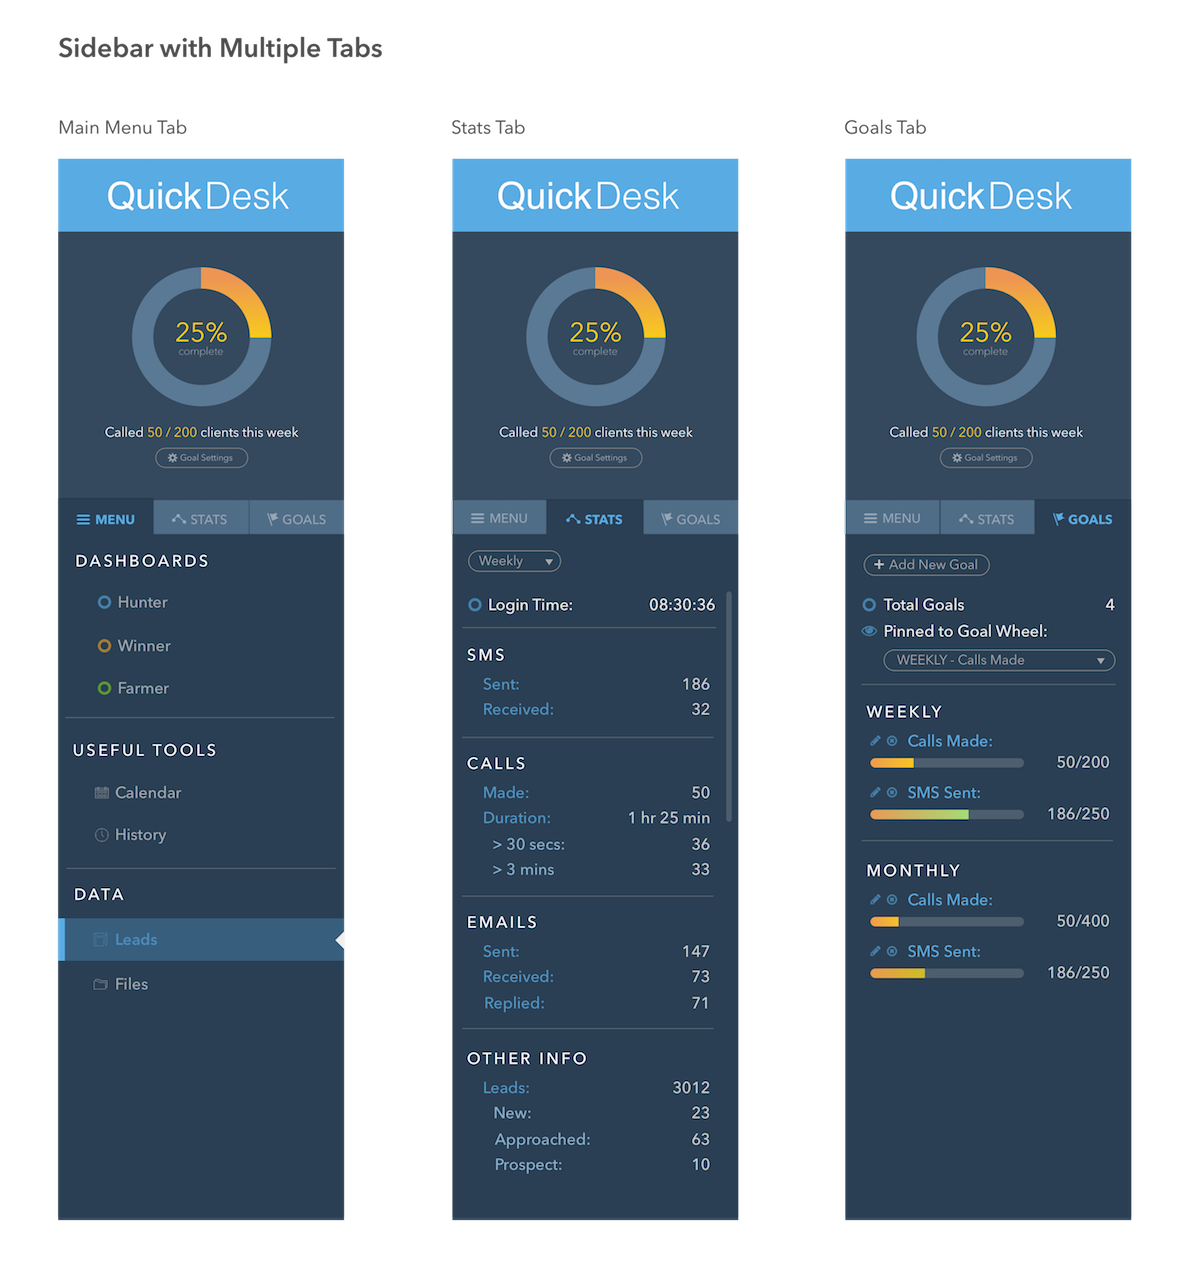 Sidebar with Multiple Tabs
Main Menu Tab
QuickDesk
25%
complete
Called 50 / 200 clients this week
Goal Settings
MENU STATS GOALS
DASHBOARDS
Hunter
Winner
Farmer
USEFUL TOOLS
Calendar
History
DATA
Leads
Files
Stats Tab
QuickDesk
25%
complete
Called 50 / 200 clients this week
Goal Settings
MENU STATS GOALS
Weekly
Login Time: 08:30:36
SMS
Sent: 186
Received: 32
CALLS
Made: 50
Duration: 1 hr 25 min
> 30 secs: 36
> 3 mins 33
EMAILS
Sent: 147
Received: 73
Replied: 71
OTHER INFO
Leads: 3012
New: 23
Approached: 63
Prospect: 10
Goals Tab
QuickDesk
25%
complete
Called 50 / 200 clients this week
Goal Settings
MENU STATS GOALS
+ Add New Goal
Total Goals 4
Pinned to Goal Wheel:
WEEKLY - Calls Made
WEEKLY
Calls Made:
50/200
SMS Sent:
186/250
MONTHLY
Calls Made:
50/400
SMS Sent:
186/250